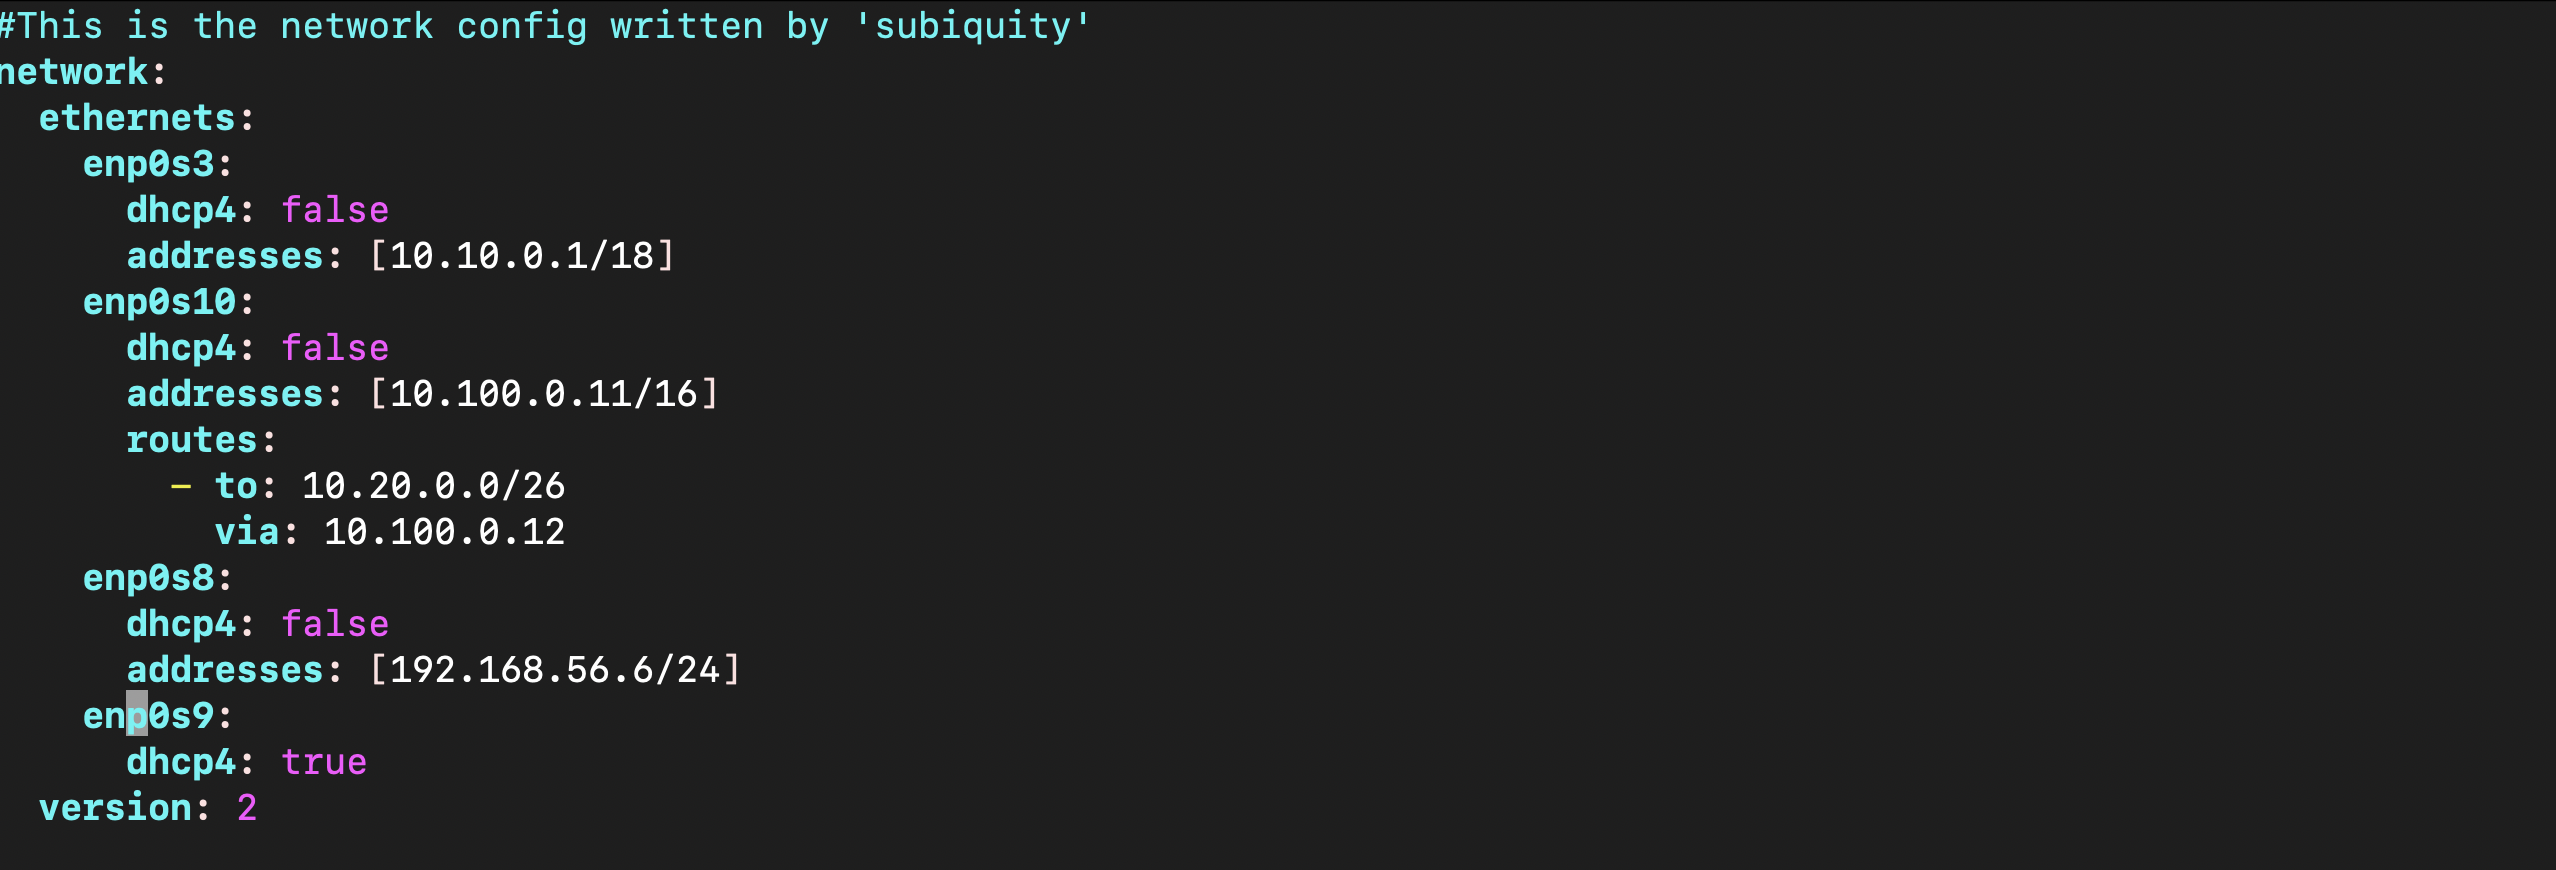 #This is the network config written by 'subiquity'
network:
  ethernets:
    enp0s3:
      dhcp4: false
      addresses: [10.10.0.1/18]
    enp0s10:
      dhcp4: false
      addresses: [10.100.0.11/16]
      routes:
        - to: 10.20.0.0/26
          via: 10.100.0.12
    enp0s8:
      dhcp4: false
      addresses: [192.168.56.6/24]
    enp0s9:
      dhcp4: true
  version: 2